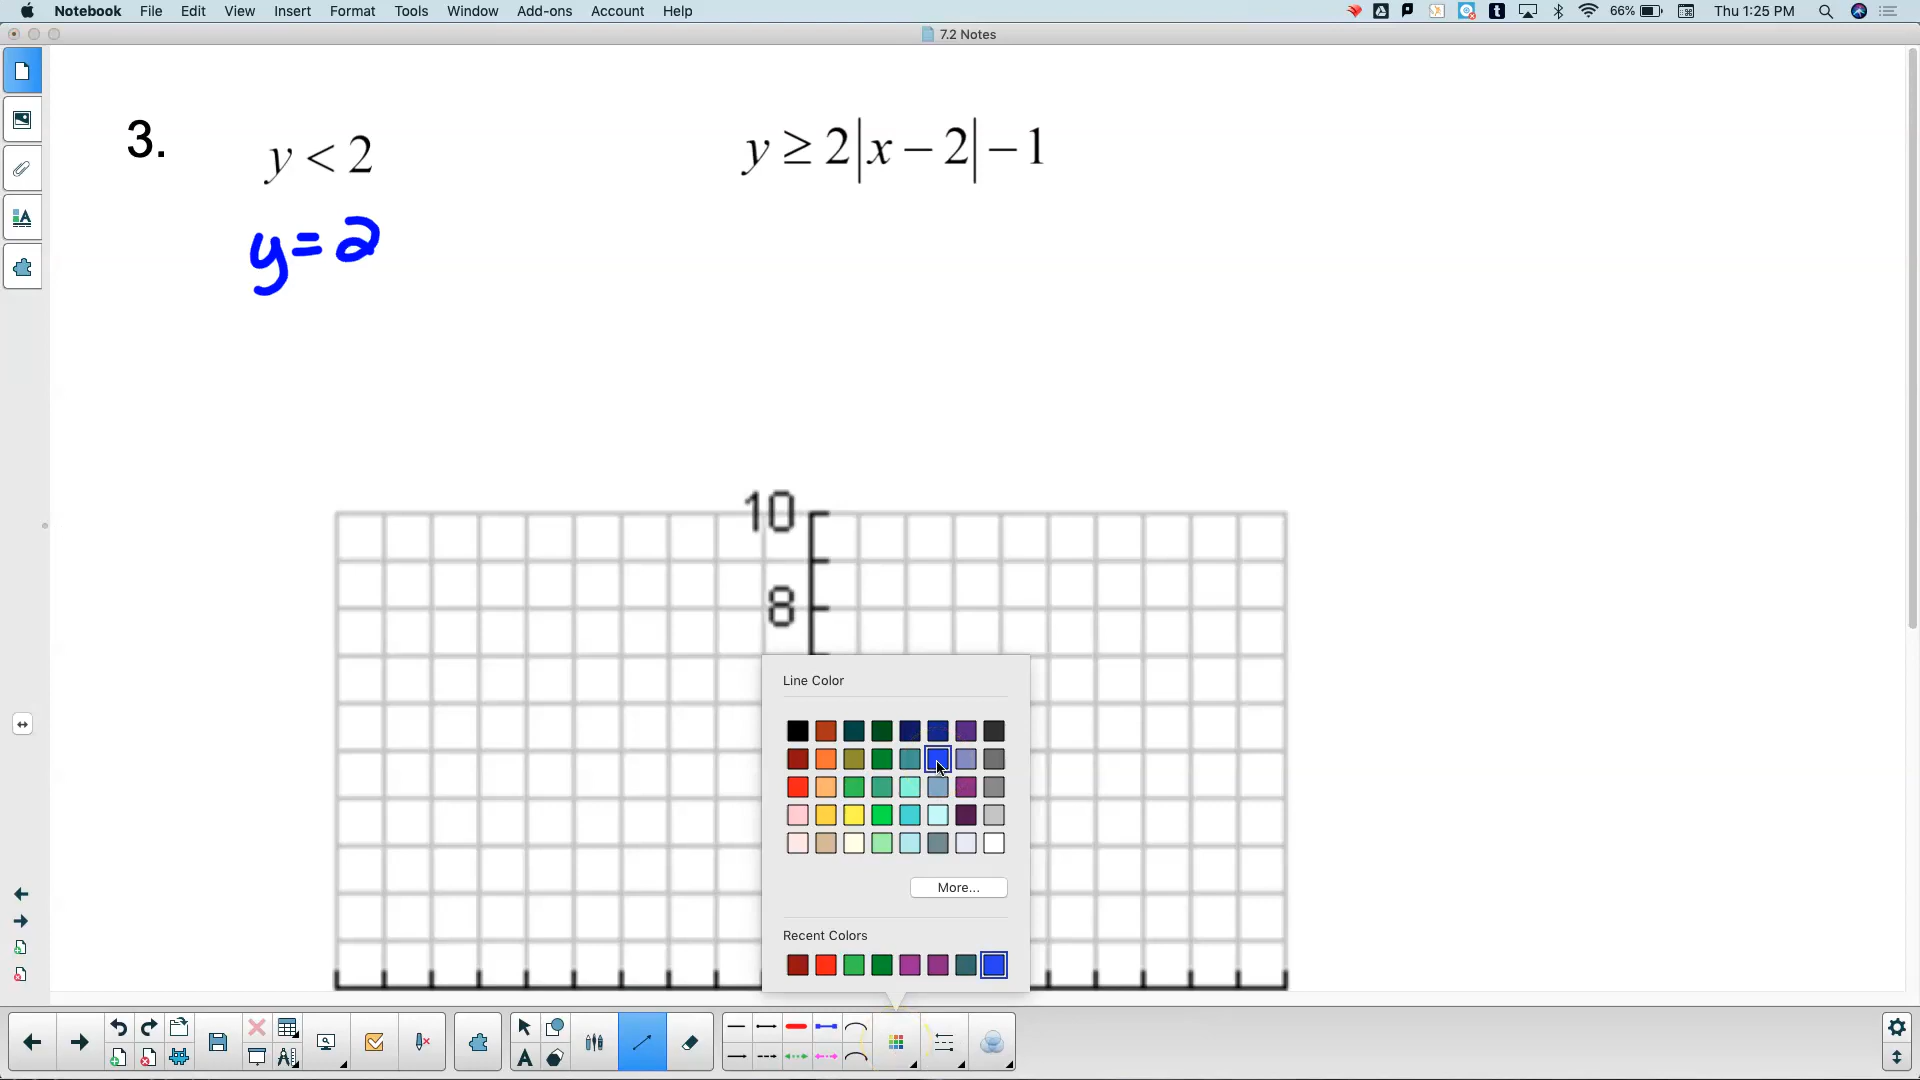 Notebook File Edit View Insert Format Tools Window Add-ons Account Help 66% Thu 1:25 PM
7.2 Notes
3. y < 2 y ≥ 2|x − 2| − 1
y=2
10
8
Line Color
More...
Recent Colors